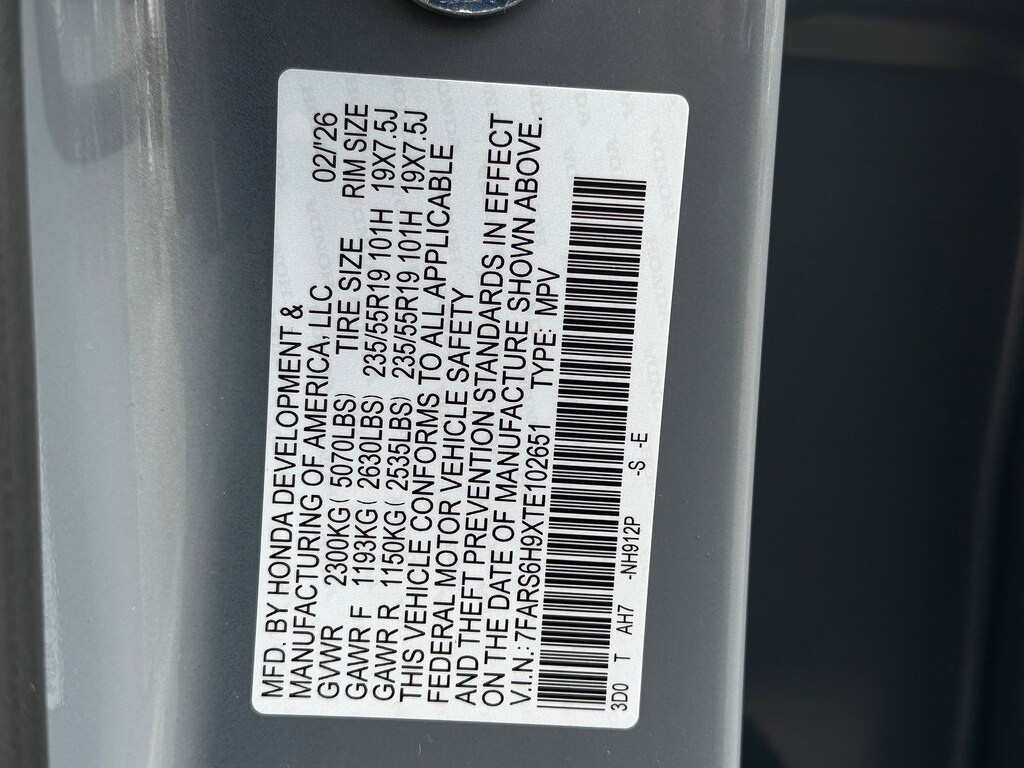 MFD. BY HONDA DEVELOPMENT &
MANUFACTURING OF AMERICA, LLC 02/'26
GVWR 2300KG( 5070LBS) TIRE SIZE RIM SIZE
GAWR F 1193KG( 2630LBS) 235/55R19 101H 19X7.5J
GAWR R 1150KG( 2535LBS) 235/55R19 101H 19X7.5J
THIS VEHICLE CONFORMS TO ALL APPLICABLE
FEDERAL MOTOR VEHICLE SAFETY
AND THEFT PREVENTION STANDARDS IN EFFECT
ON THE DATE OF MANUFACTURE SHOWN ABOVE.
V.I.N.: 7FARS6H9XTE102651 TYPE: MPV
3D0 T AH7 -NH912P -S -E